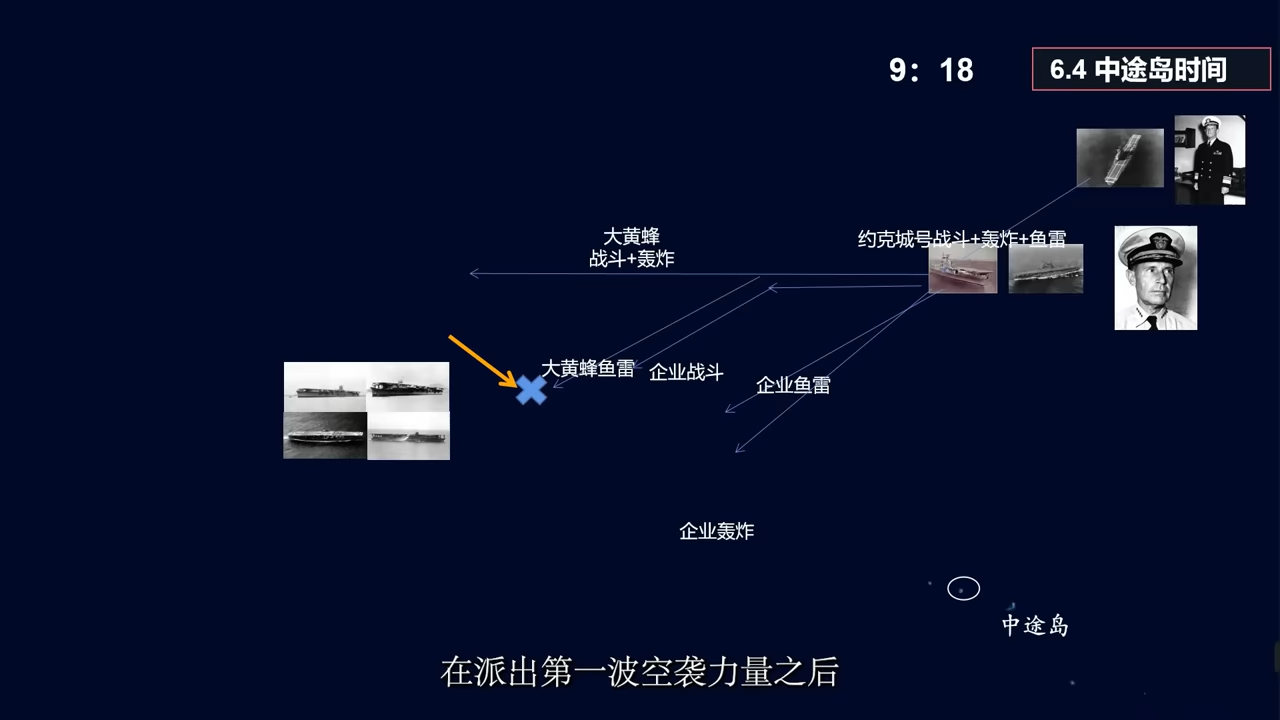 9：18
6.4 中途岛时间
大黄蜂
战斗+轰炸
约克城号战斗+轰炸+鱼雷
大黄蜂鱼雷
企业战斗
企业鱼雷
企业轰炸
中途岛
在派出第一波空袭力量之后